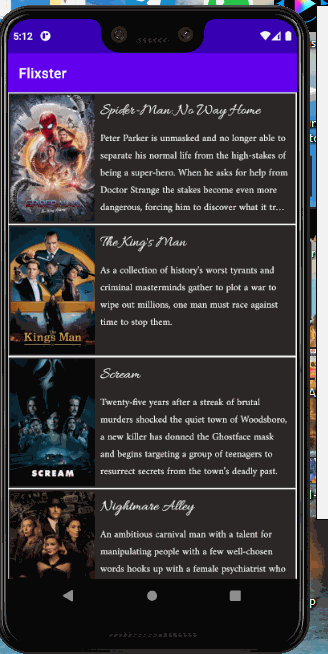 5:12
Flixster
Spider-Man: No Way Home
Peter Parker is unmasked and no longer able to
separate his normal life from the high-stakes of
being a super-hero. When he asks for help from
Doctor Strange the stakes become even more
dangerous, forcing him to discover what it tr...
The King's Man
As a collection of history's worst tyrants and
criminal masterminds gather to plot a war to
wipe out millions, one man must race against
time to stop them.
Kings Man
Scream
Twenty-five years after a streak of brutal
murders shocked the quiet town of Woodsboro,
a new killer has donned the Ghostface mask
and begins targeting a group of teenagers to
resurrect secrets from the town's deadly past.
SCREAM
Nightmare Alley
An ambitious carnival man with a talent for
manipulating people with a few well-chosen
words hooks up with a female psychiatrist who